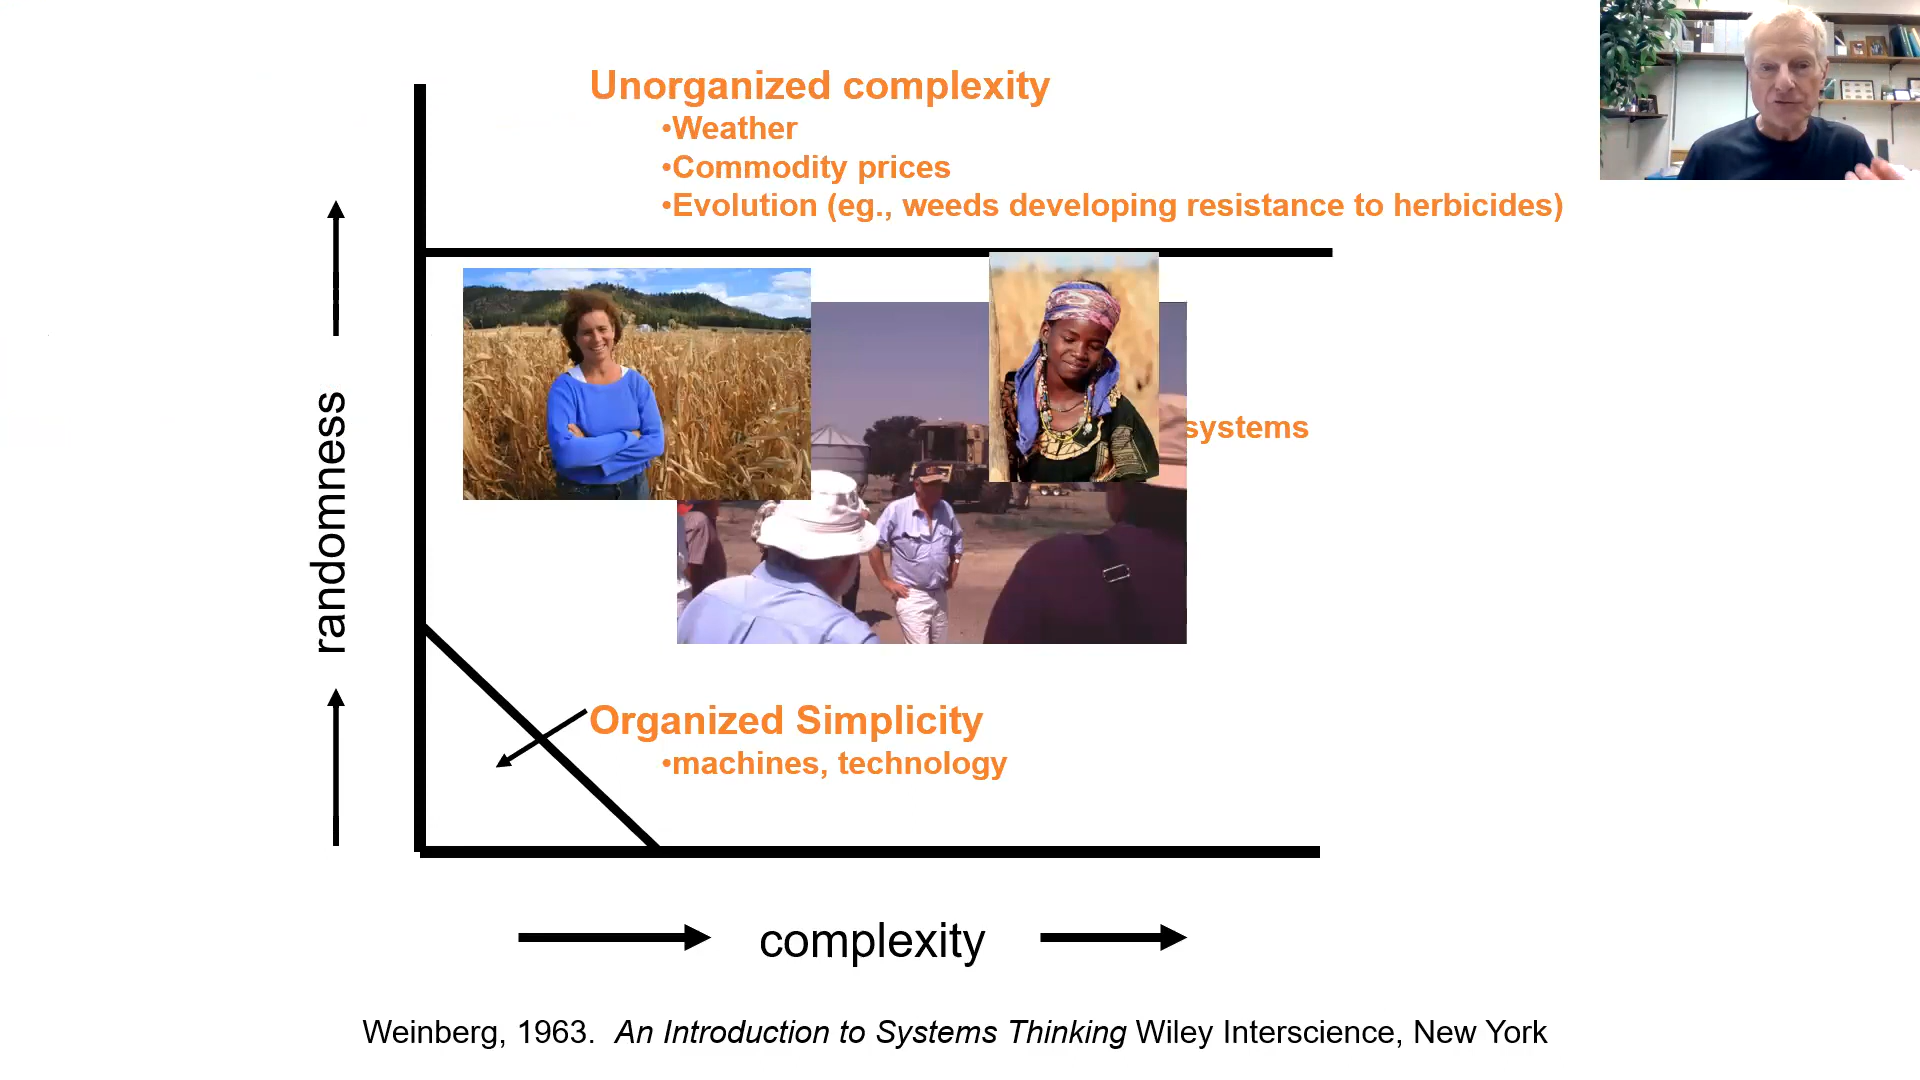 Unorganized complexity
•Weather
•Commodity prices
•Evolution (eg., weeds developing resistance to herbicides)
systems
randomness
Organized Simplicity
•machines, technology
complexity
Weinberg, 1963. An Introduction to Systems Thinking Wiley Interscience, New York